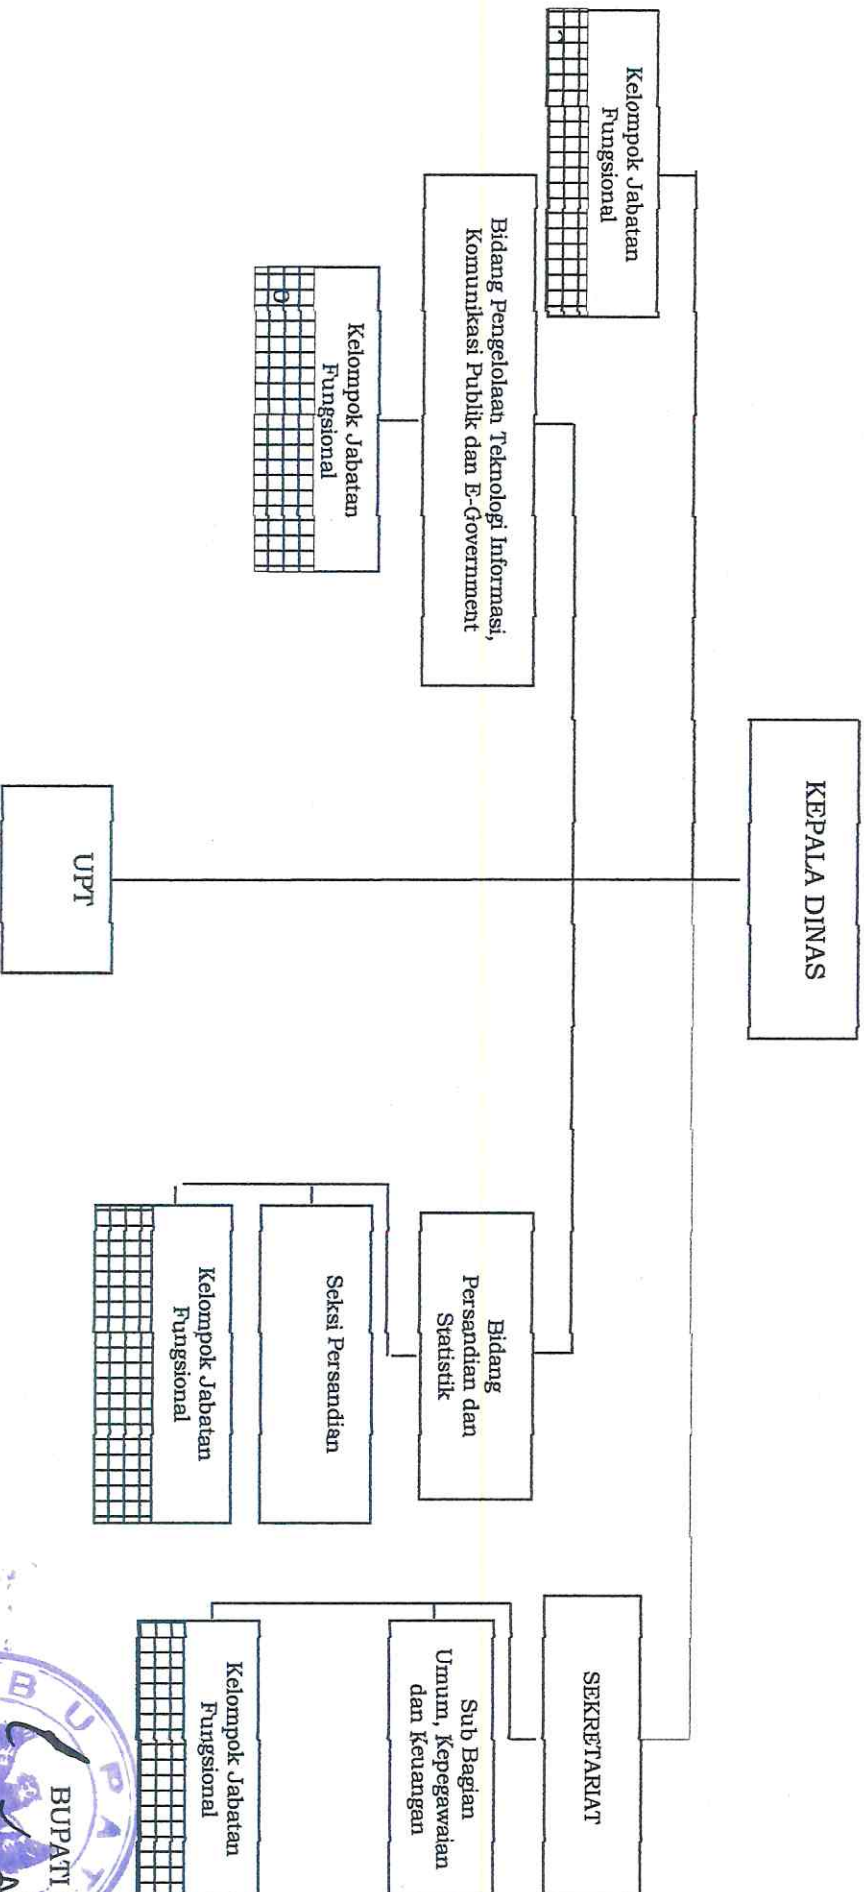 KEPALA DINAS
Kelompok Jabatan
Fungsional
SEKRETARIAT
Sub Bagian
Umum, Kepegawaian
dan Keuangan
Kelompok Jabatan
Fungsional
Bidang Pengelolaan Teknologi Informasi,
Komunikasi Publik dan E-Government
Kelompok Jabatan
Fungsional
Bidang
Persandian dan
Statistik
Seksi Persandian
Kelompok Jabatan
Fungsional
UPT
BUPATI
BUPAT